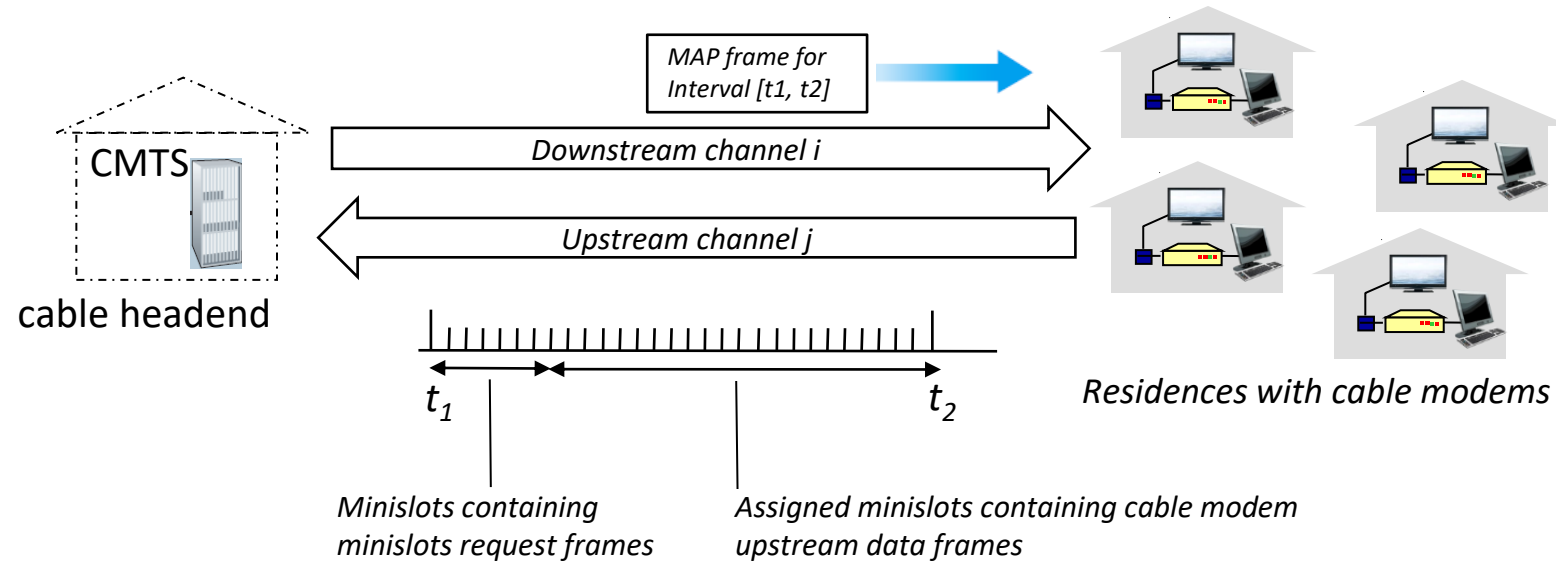 MAP frame for
Interval [t1, t2]
CMTS
Downstream channel i
Upstream channel j
cable headend
t1
t2
Residences with cable modems
Minislots containing
minislots request frames
Assigned minislots containing cable modem
upstream data frames